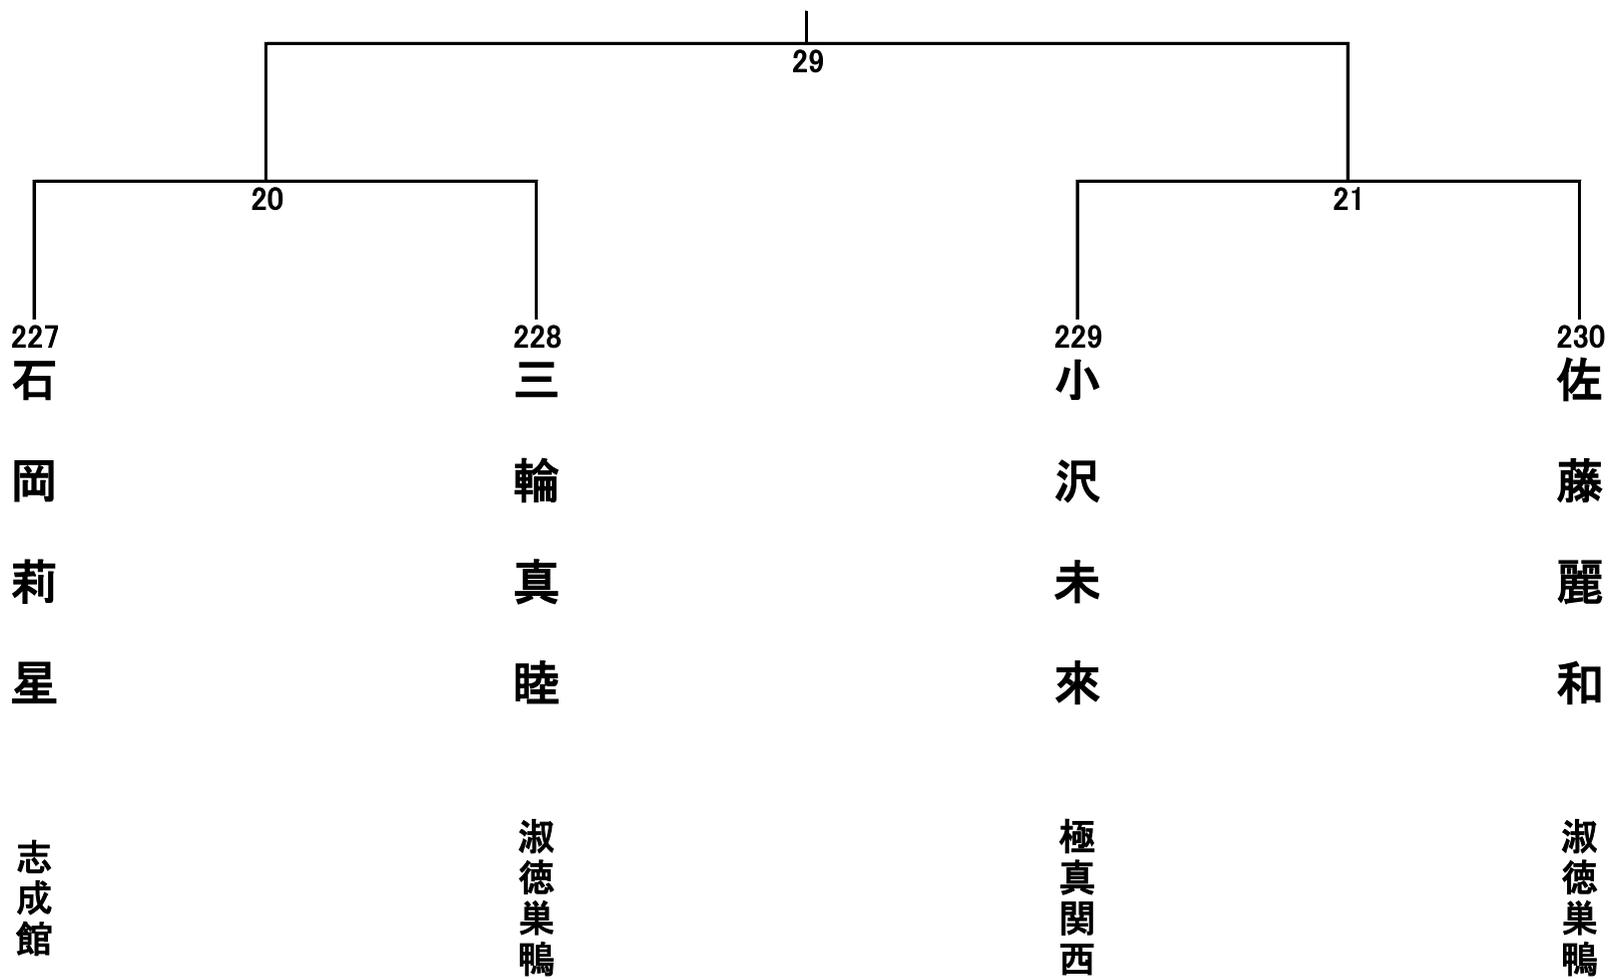 29
20
21
227
石岡莉星
志成館
228
三輪真睦
淑徳巣鴨
229
小沢未來
極真関西
230
佐藤麗和
淑徳巣鴨